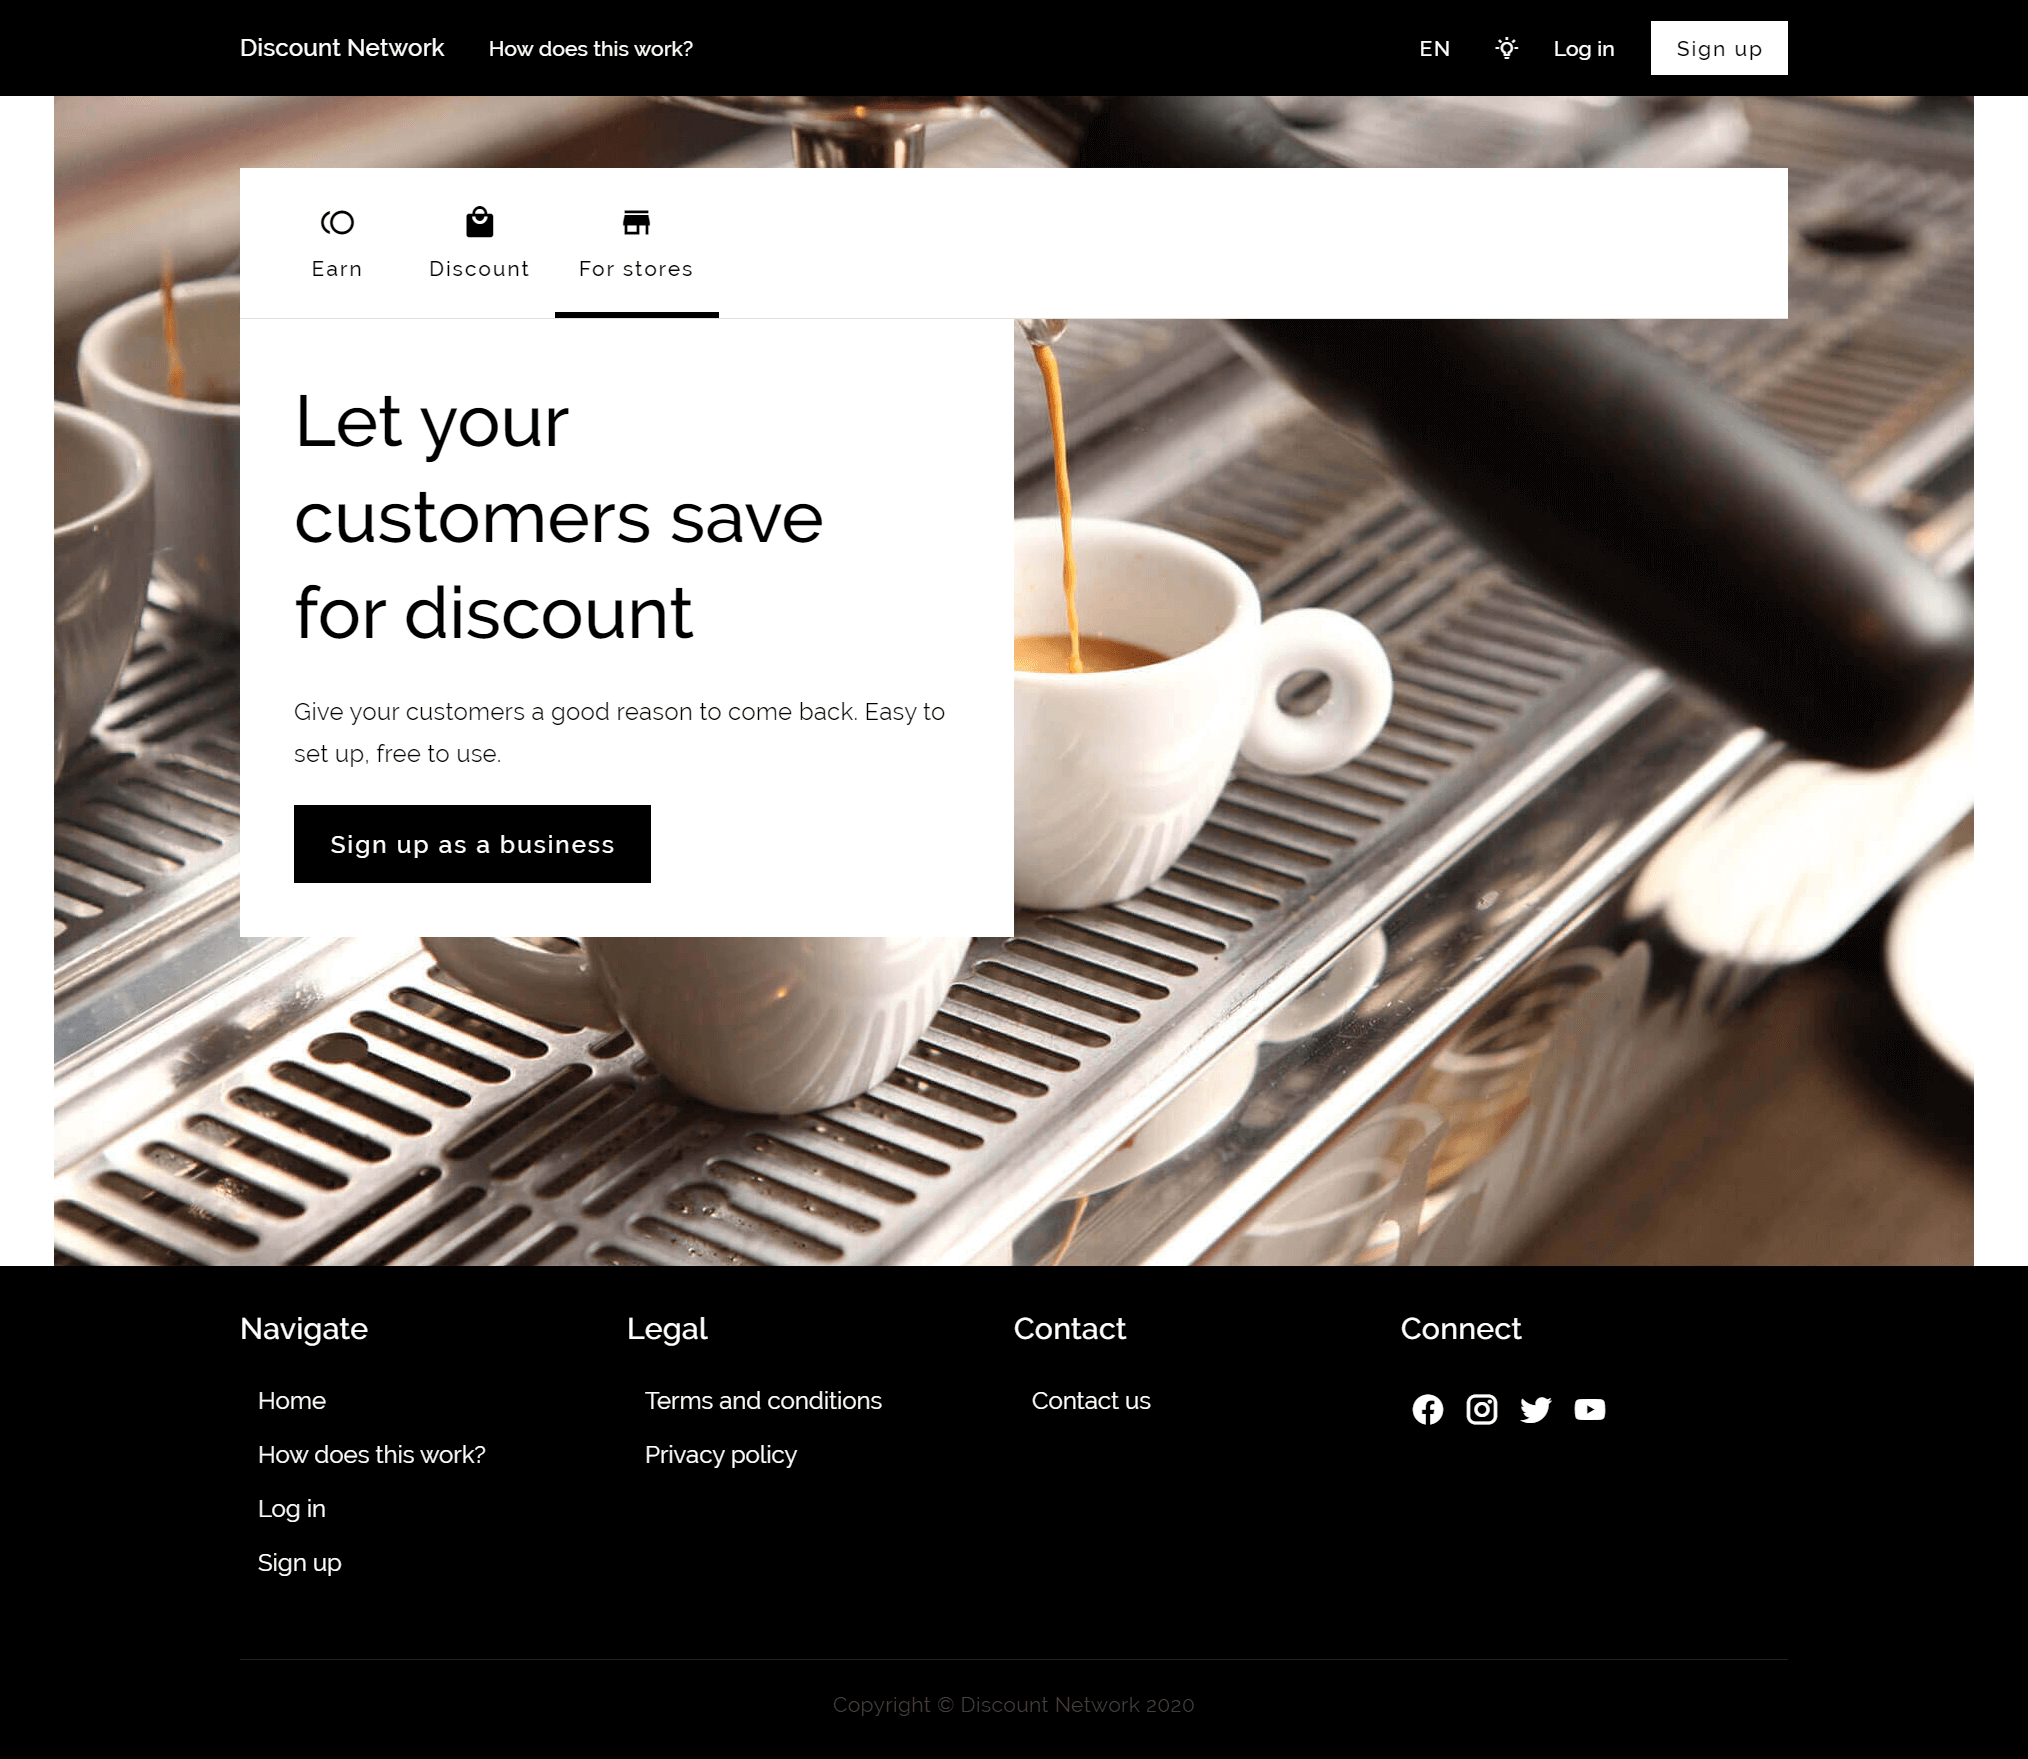 Discount Network
How does this work?
EN
Log in
Sign up
Earn
Discount
For stores
Let your
customers save
for discount
Give your customers a good reason to come back. Easy to
set up, free to use.
Sign up as a business
Navigate
Home
How does this work?
Log in
Sign up
Legal
Terms and conditions
Privacy policy
Contact
Contact us
Connect
Copyright © Discount Network 2020